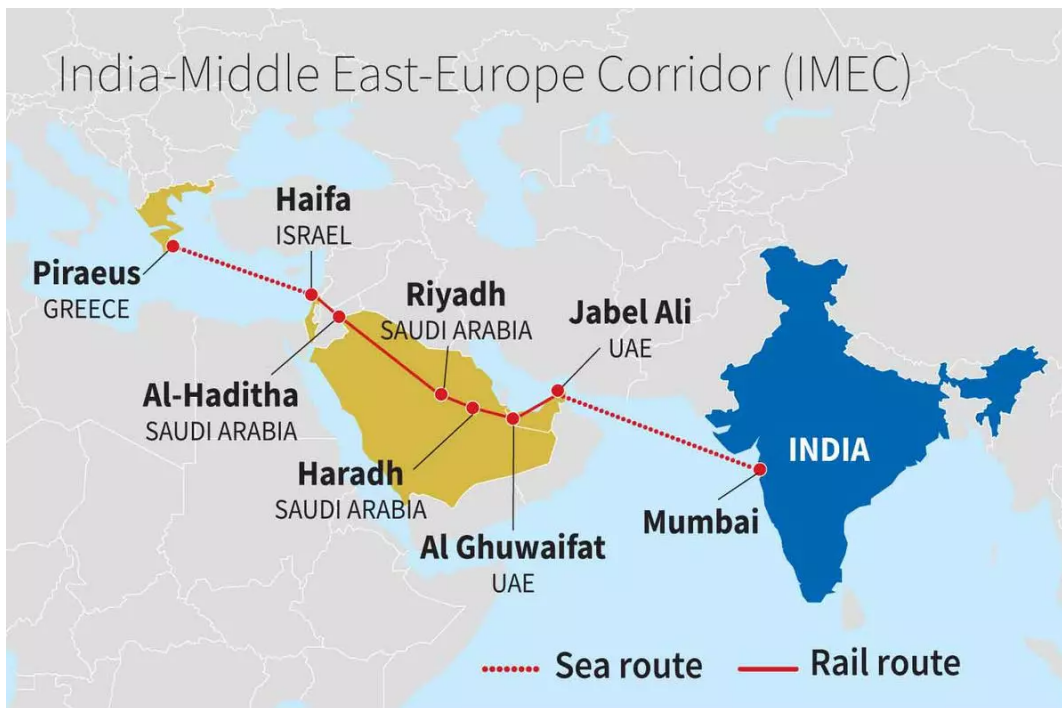 India-Middle East-Europe Corridor (IMEC)
Haifa
ISRAEL
Piraeus
GREECE
Riyadh
SAUDI ARABIA
Jabel Ali
UAE
Al-Haditha
SAUDI ARABIA
INDIA
Haradh
SAUDI ARABIA
Mumbai
Al Ghuwaifat
UAE
Sea route
Rail route